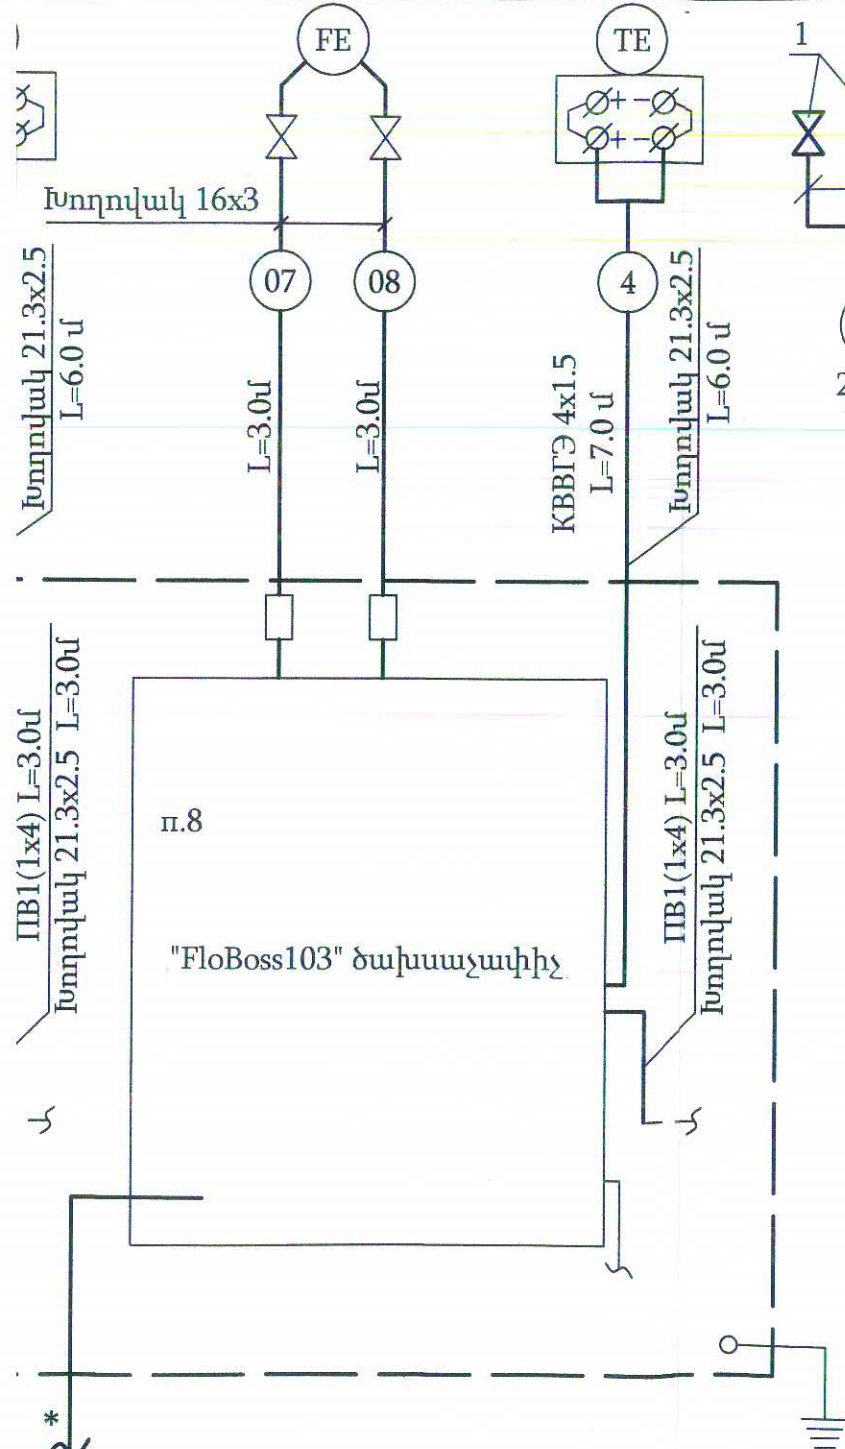 FE
TE
1
+ -
+ -
Խողովակ 16x3
07
08
4
Խողովակ 21.3x2.5
L=6.0 մ
L=3.0մ
L=3.0մ
КВВГЭ 4x1.5
L=7.0 մ
Խողովակ 21.3x2.5
L=6.0 մ
2
ПВ1(1x4) L=3.0մ
Խողովակ 21.3x2.5 L=3.0մ
п.8
"FloBoss103" ծախսաչափիչ
ПВ1(1x4) L=3.0մ
Խողովակ 21.3x2.5 L=3.0մ
*